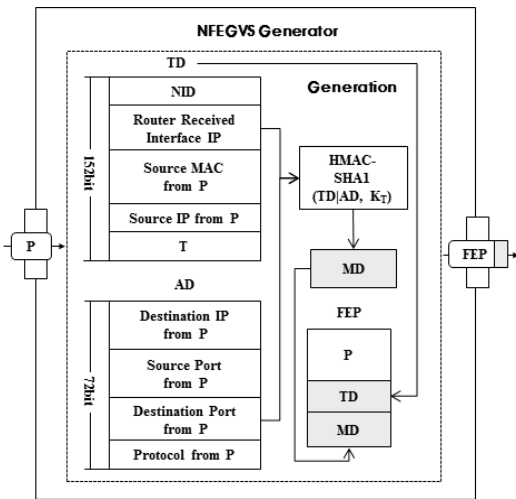 NFEGVS Generator
TD
Generation
152bit
NID
Router Received
Interface IP
Source MAC
from P
Source IP from P
T
HMAC-
SHA1
(TD|AD, K_T)
P
MD
FEP
AD
FEP
72bit
Destination IP
from P
Source Port
from P
Destination Port
from P
Protocol from P
P
TD
MD